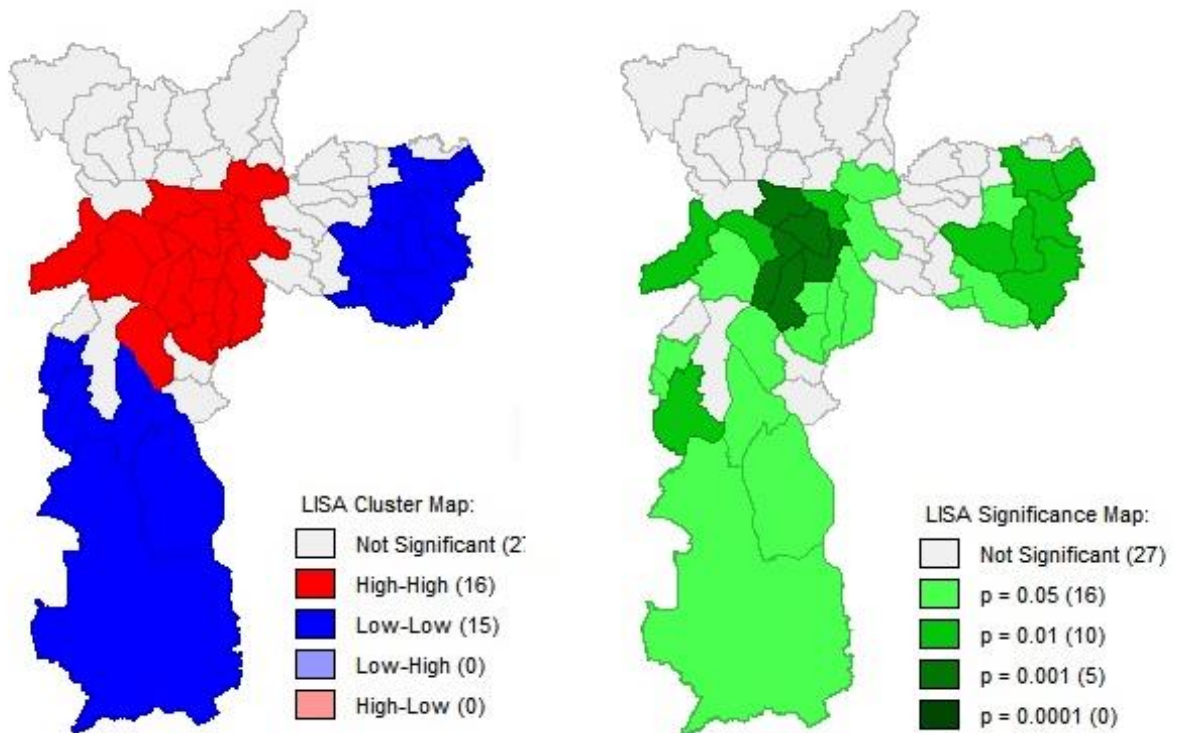 LISA Cluster Map:
Not Significant (2
High-High (16)
Low-Low (15)
Low-High (0)
High-Low (0)
LISA Significance Map:
Not Significant (27)
p = 0.05 (16)
p = 0.01 (10)
p = 0.001 (5)
p = 0.0001 (0)